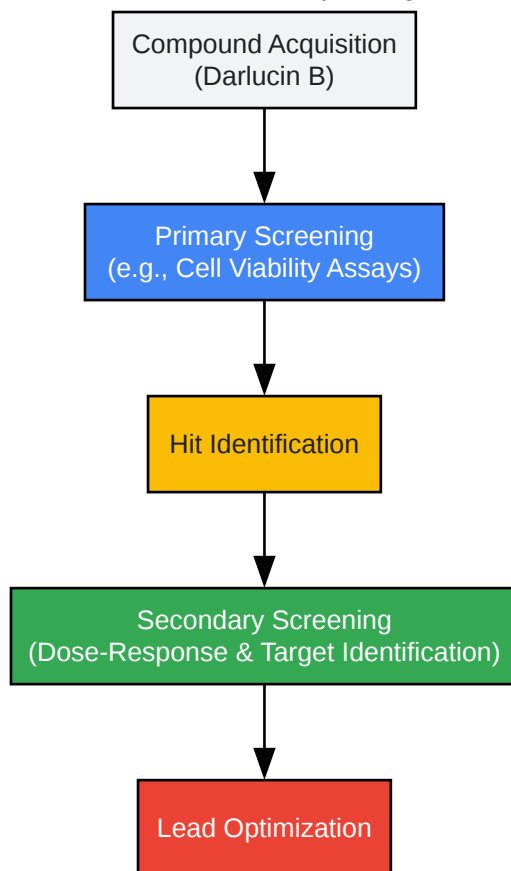 Compound Acquisition
(Darlucin B)
Primary Screening
(e.g., Cell Viability Assays)
Hit Identification
Secondary Screening
(Dose-Response & Target Identification)
Lead Optimization